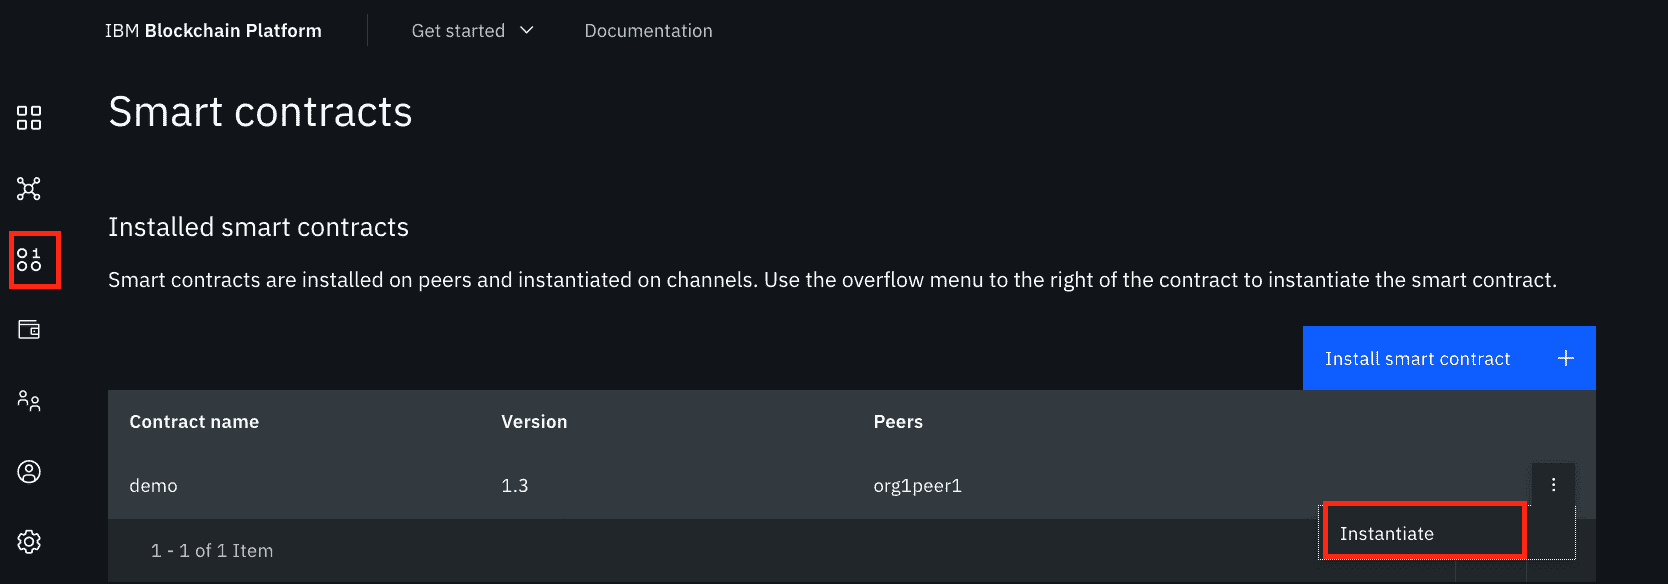 IBM Blockchain Platform
Get started
Documentation
Smart contracts
Installed smart contracts
Smart contracts are installed on peers and instantiated on channels. Use the overflow menu to the right of the contract to instantiate the smart contract.
Install smart contract +
Contract name Version Peers
demo 1.3 org1peer1
Instantiate
1 - 1 of 1 Item